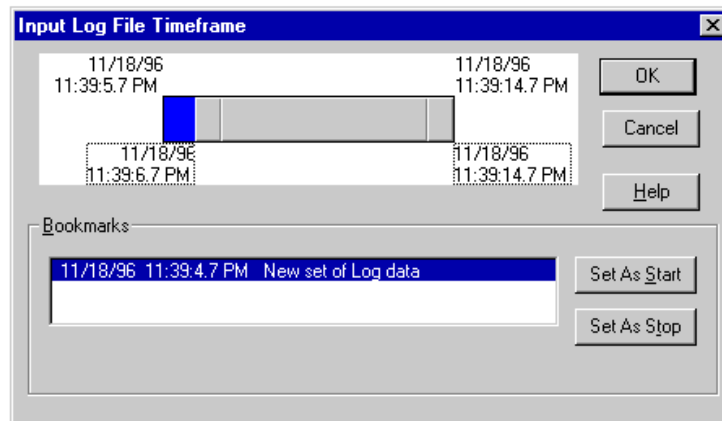 Input Log File Timeframe
11/18/96
11:39:5.7 PM
11/18/96
11:39:14.7 PM
OK
11/18/96
11:39:6.7 PM
11/18/96
11:39:14.7 PM
Cancel
Help
Bookmarks
11/18/96 11:39:4.7 PM New set of Log data
Set As Start
Set As Stop